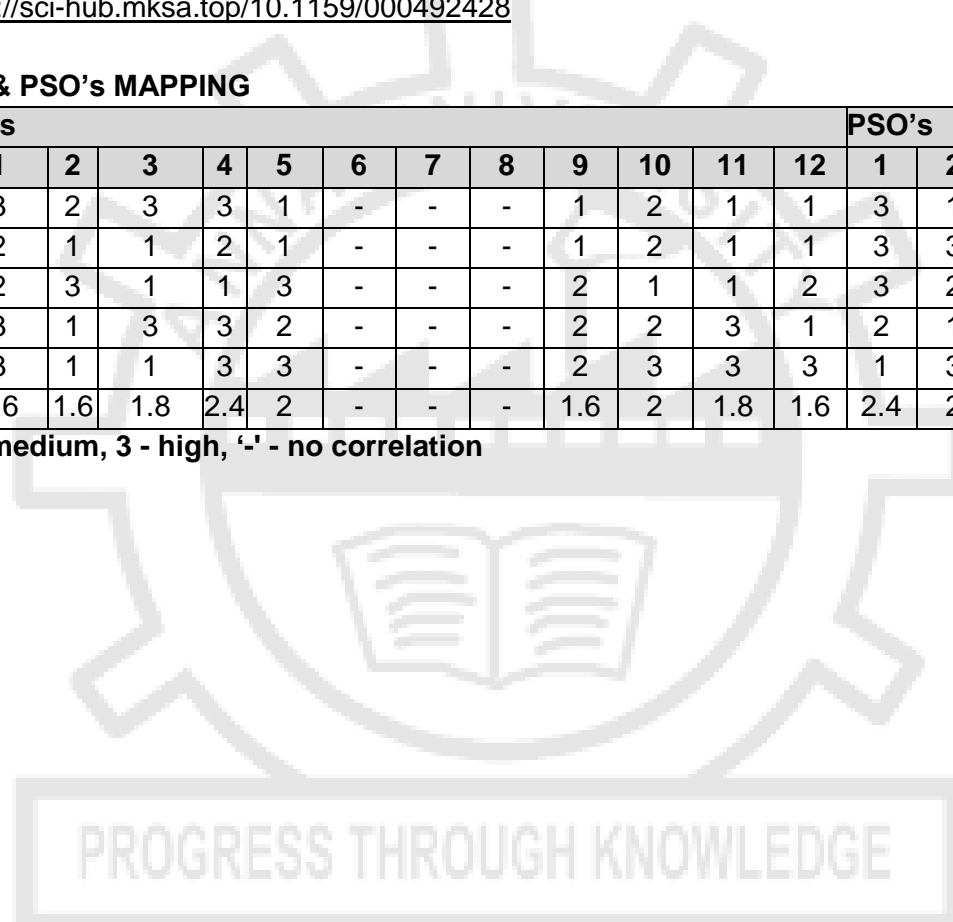 ://sci-hub.mksa.top/10.1159/000492428
& PSO’s MAPPING
s PSO’s
1 2 3 4 5 6 7 8 9 10 11 12 1 2
3 2 3 3 1 - - - 1 2 1 1 3 1
2 1 1 2 1 - - - 1 2 1 1 3 3
2 3 1 1 3 - - - 2 1 1 2 3 2
3 1 3 3 2 - - - 2 2 3 1 2 1
3 1 1 3 3 - - - 2 3 3 3 1 3
.6 1.6 1.8 2.4 2 - - - 1.6 2 1.8 1.6 2.4 2
medium, 3 - high, ‘-' - no correlation
PROGRESS THROUGH KNOWLEDGE